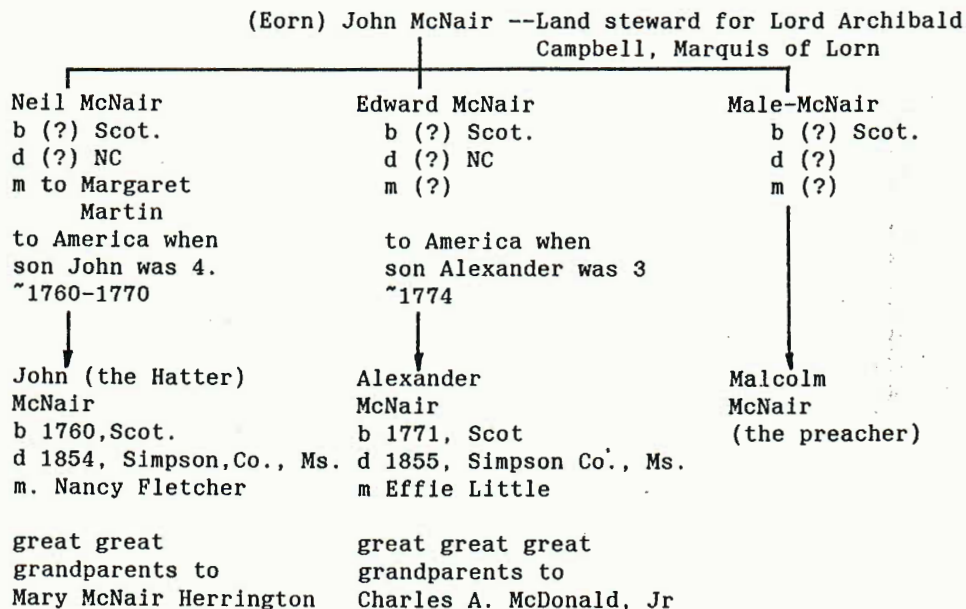 (Eorn) John McNair --Land steward for Lord Archibald
Campbell, Marquis of Lorn
Neil McNair
b (?) Scot.
d (?) NC
m to Margaret
Martin
to America when
son John was 4.
~1760-1770
Edward McNair
b (?) Scot.
d (?) NC
m (?)
to America when
son Alexander was 3
~1774
Male-McNair
b (?) Scot.
d (?)
m (?)
John (the Hatter)
McNair
b 1760,Scot.
d 1854, Simpson,Co., Ms.
m. Nancy Fletcher
great great
grandparents to
Mary McNair Herrington
Alexander
McNair
b 1771, Scot
d 1855, Simpson Co., Ms.
m Effie Little
great great great
grandparents to
Charles A. McDonald, Jr
Malcolm
McNair
(the preacher)